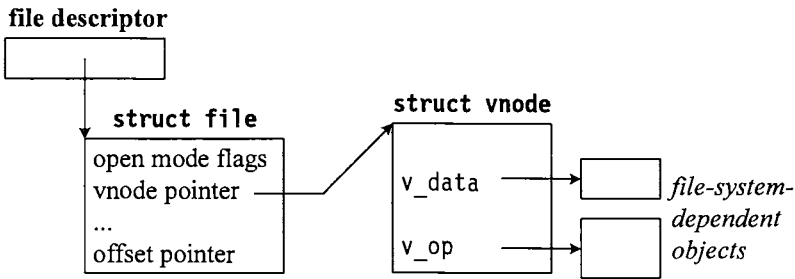 file descriptor
struct file
open mode flags
vnode pointer
...
offset pointer
struct vnode
v_data
v_op
file-system-
dependent
objects